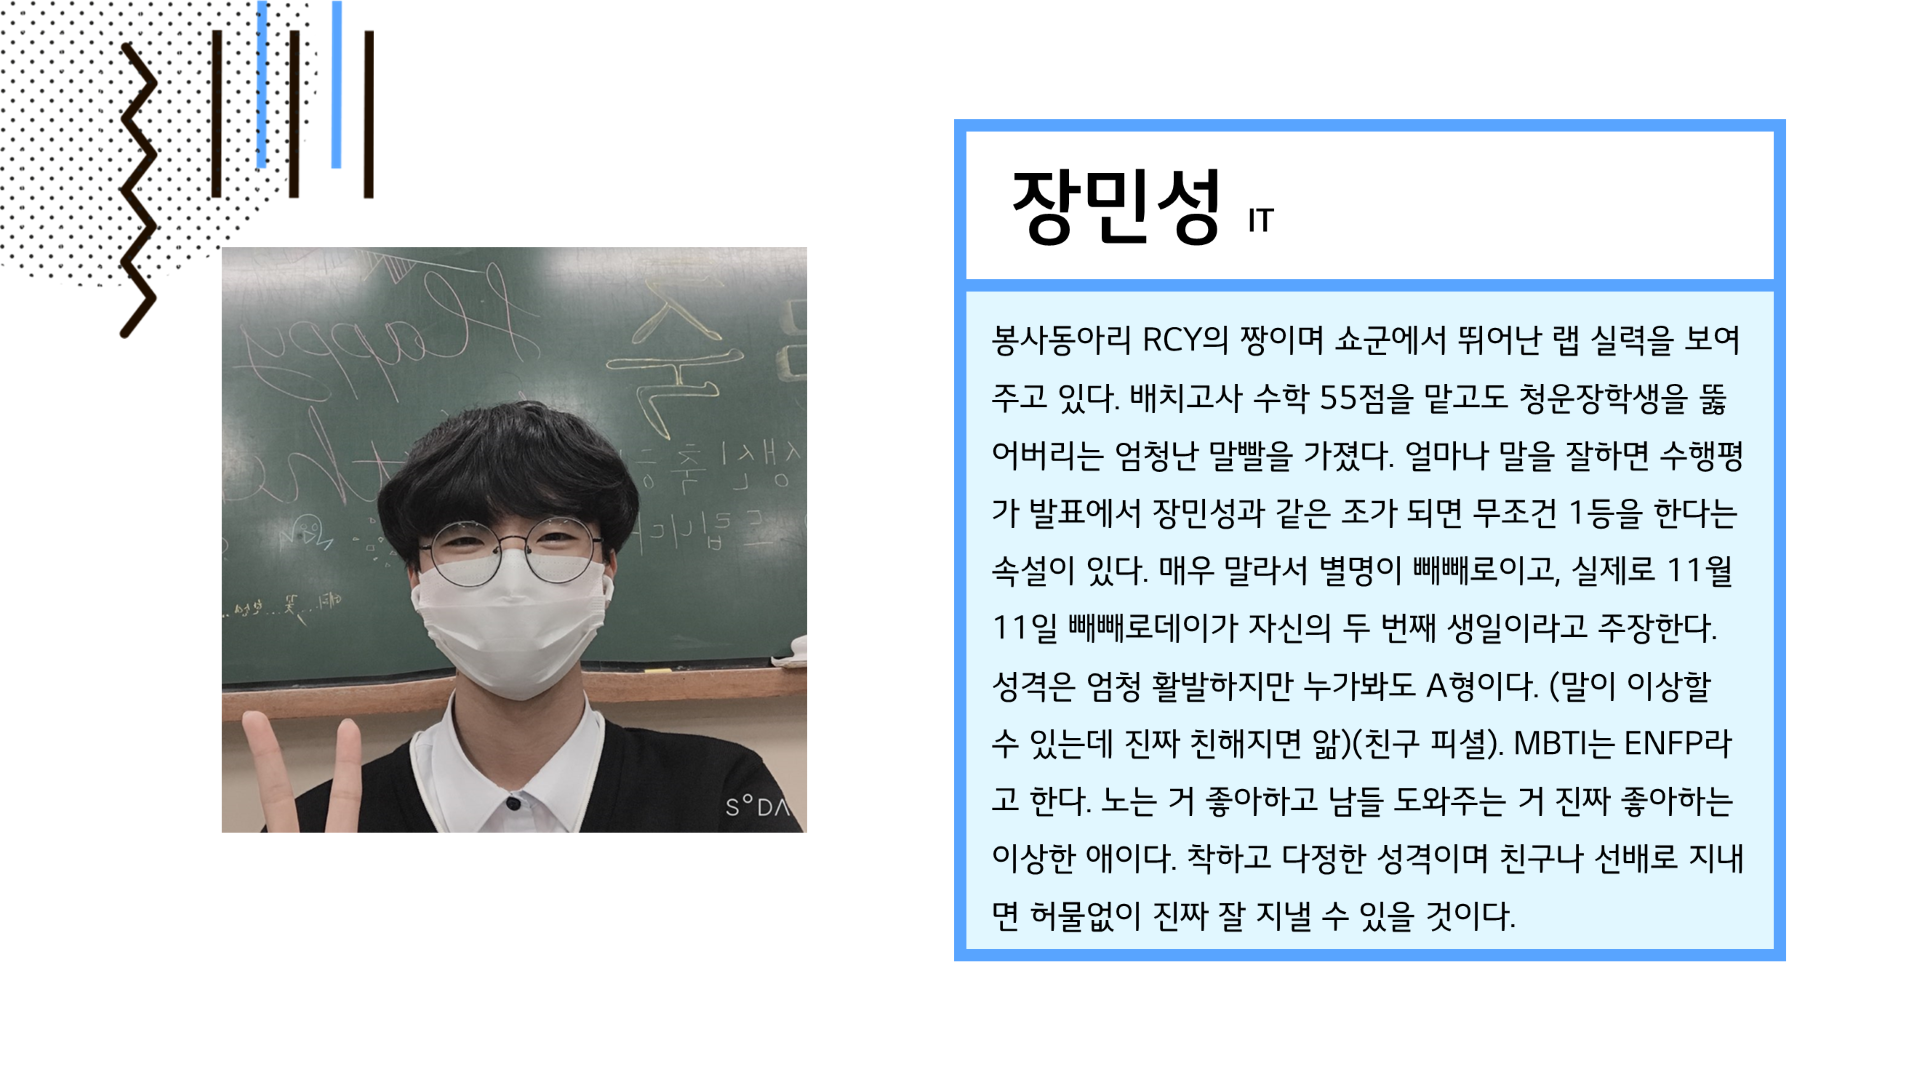 장민성 IT
봉사동아리 RCY의 짱이며 쇼군에서 뛰어난 랩 실력을 보여
주고 있다. 배치고사 수학 55점을 맡고도 청운장학생을 뚫
어버리는 엄청난 말빨을 가졌다. 얼마나 말을 잘하면 수행평
가 발표에서 장민성과 같은 조가 되면 무조건 1등을 한다는
속설이 있다. 매우 말라서 별명이 빼빼로이고, 실제로 11월
11일 빼빼로데이가 자신의 두 번째 생일이라고 주장한다.
성격은 엄청 활발하지만 누가봐도 A형이다. (말이 이상할
수 있는데 진짜 친해지면 앎)(친구 피셜). MBTI는 ENFP라
고 한다. 노는 거 좋아하고 남들 도와주는 거 진짜 좋아하는
이상한 애이다. 착하고 다정한 성격이며 친구나 선배로 지내
면 허물없이 진짜 잘 지낼 수 있을 것이다.
Happy
생신축하
드립니다
SODA